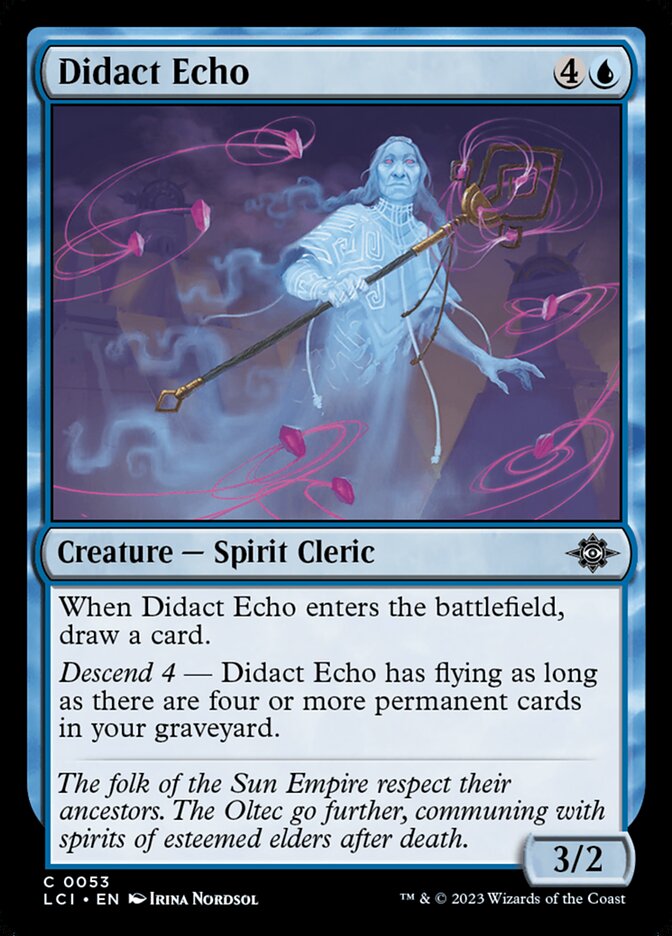 Didact Echo 4
Creature — Spirit Cleric
When Didact Echo enters the battlefield,
draw a card.
Descend 4 — Didact Echo has flying as long
as there are four or more permanent cards
in your graveyard.
The folk of the Sun Empire respect their
ancestors. The Oltec go further, communing with
spirits of esteemed elders after death.
3/2
C 0053
LCI • EN Irina Nordsol
™ & © 2023 Wizards of the Coast